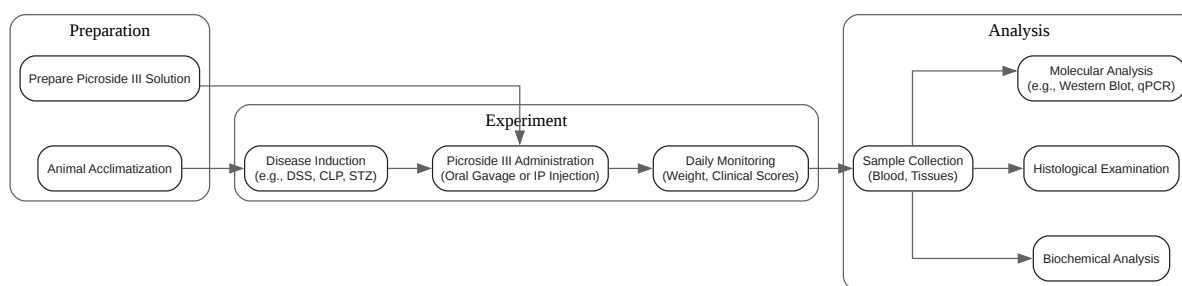 Preparation
Prepare Picroside III Solution
Animal Acclimatization
Experiment
Disease Induction
(e.g., DSS, CLP, STZ)
Picroside III Administration
(Oral Gavage or IP Injection)
Daily Monitoring
(Weight, Clinical Scores)
Analysis
Sample Collection
(Blood, Tissues)
Molecular Analysis
(e.g., Western Blot, qPCR)
Histological Examination
Biochemical Analysis